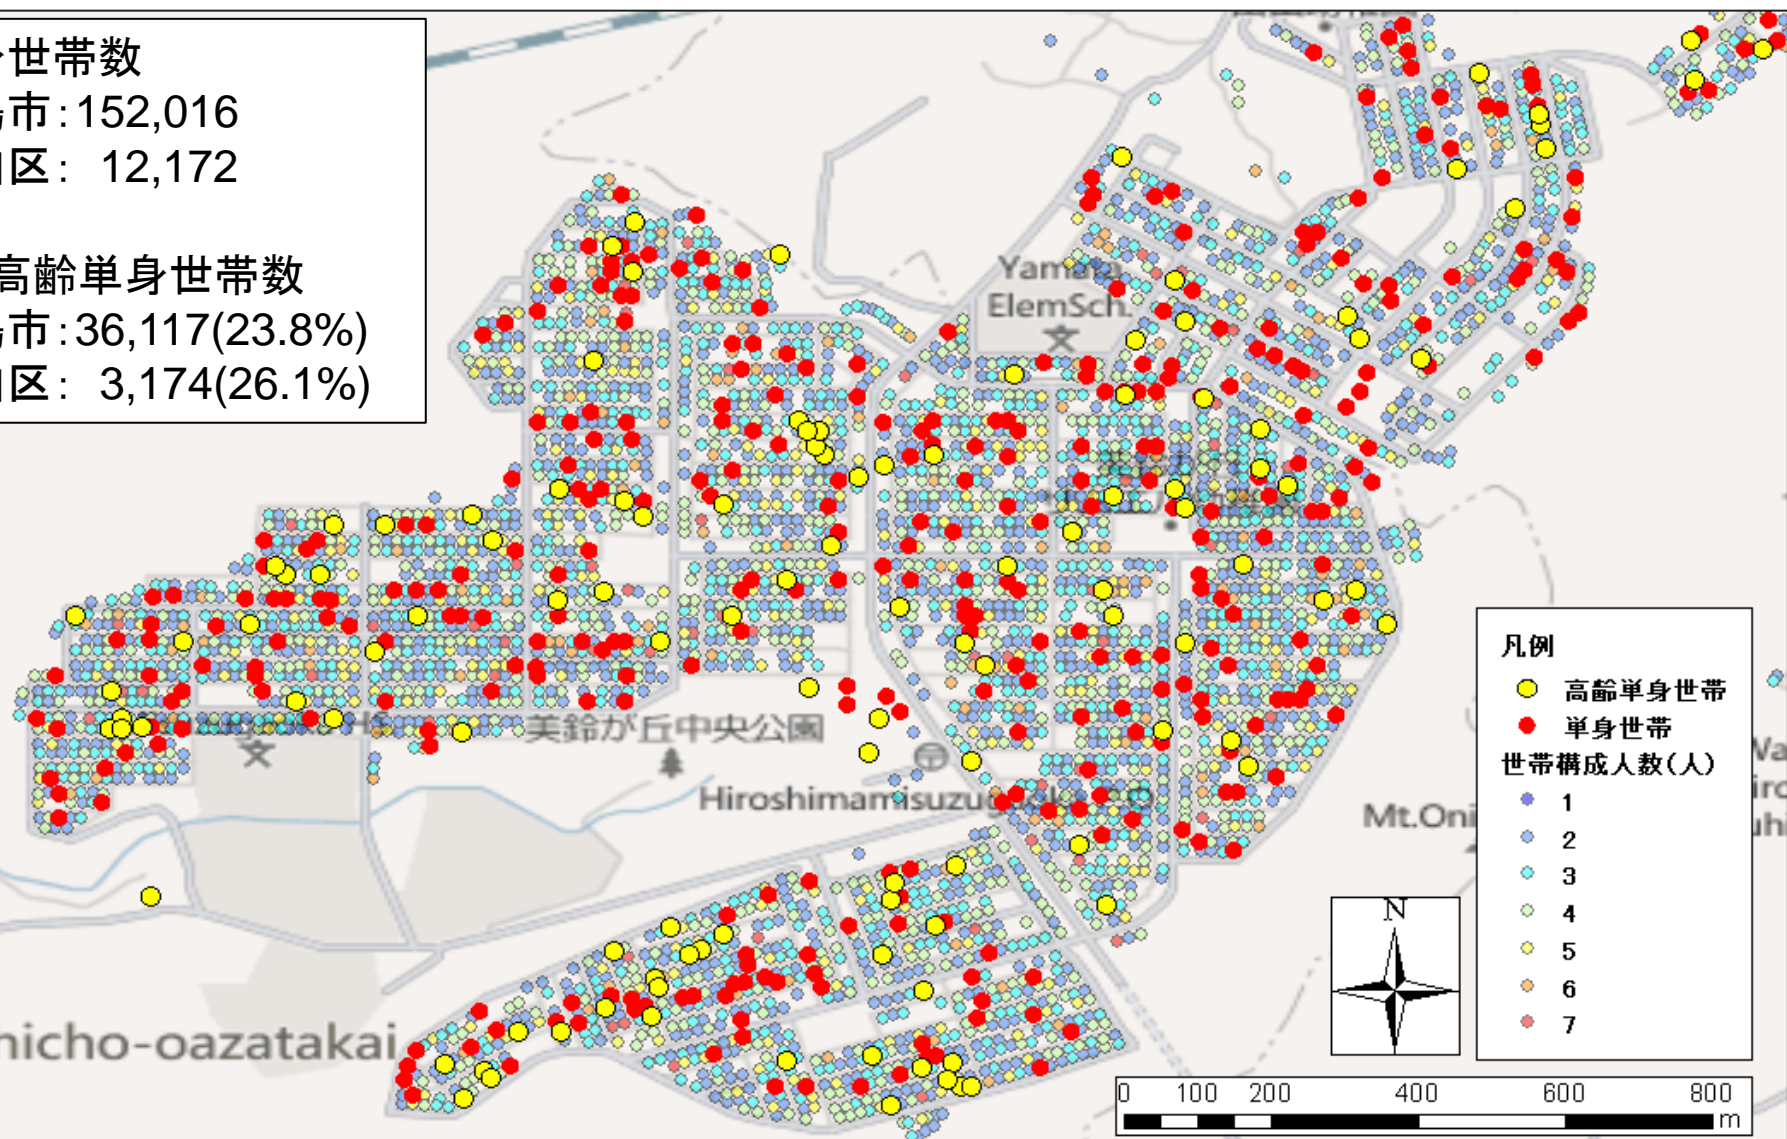 世帯数
市：152,016
区： 12,172
高齢単身世帯数
市：36,117(23.8%)
区： 3,174(26.1%)
Yamata
ElemSch.
美鈴が丘中央公園
Hiroshimamisuzug
Mt.Oni
nicho-oazatakai
凡例
高齢単身世帯
単身世帯
世帯構成人数(人)
1
2
3
4
5
6
7
N
0 100 200 400 600 800
m